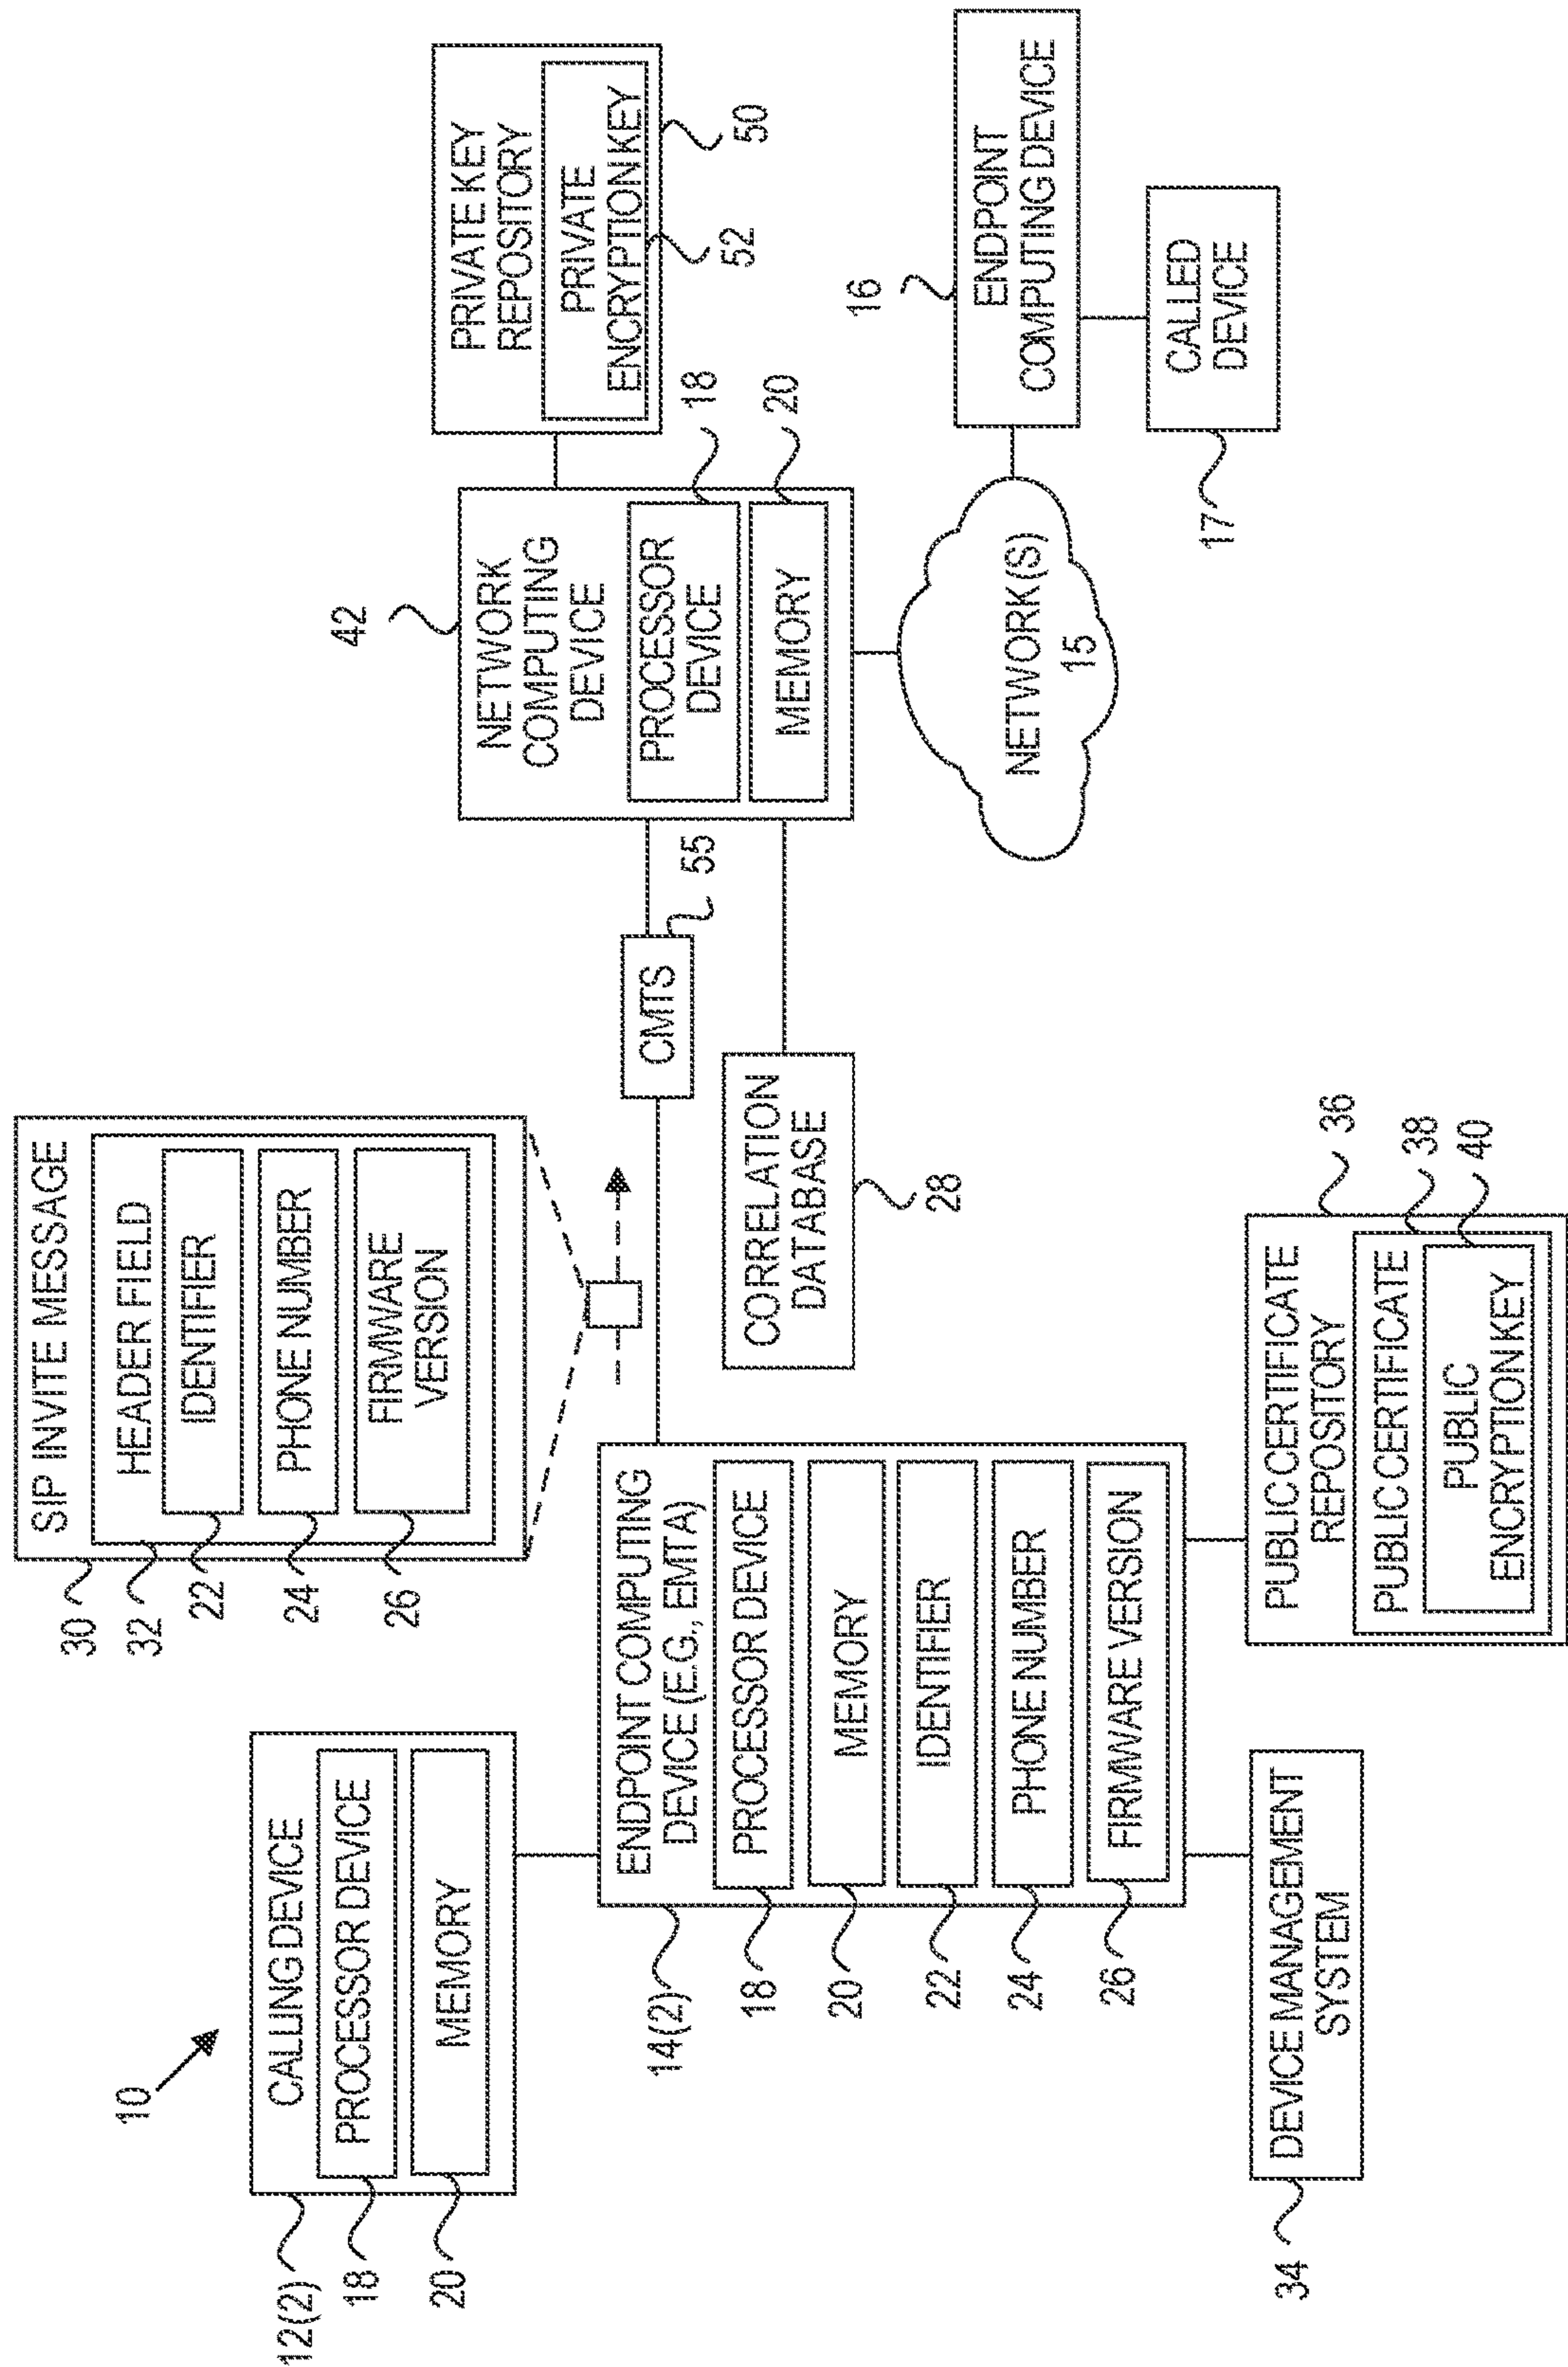 10
CALLING DEVICE
PROCESSOR DEVICE
MEMORY
12(2)
18
20
SIP INVITE MESSAGE
HEADER FIELD
IDENTIFIER
PHONE NUMBER
FIRMWARE
VERSION
30
32
22
24
26
ENDPOINT COMPUTING
DEVICE (E.G., EMTA)
PROCESSOR DEVICE
MEMORY
IDENTIFIER
PHONE NUMBER
FIRMWARE VERSION
14(2)
18
20
22
24
26
DEVICE MANAGEMENT
SYSTEM
34
PUBLIC CERTIFICATE
REPOSITORY
PUBLIC CERTIFICATE
PUBLIC
ENCRYPTION KEY
36
38
40
CMTS
55
CORRELATION
DATABASE
28
42
NETWORK
COMPUTING
DEVICE
PROCESSOR
DEVICE
MEMORY
18
20
PRIVATE KEY
REPOSITORY
PRIVATE
ENCRYPTION KEY
50
52
NETWORK(S)
15
16
ENDPOINT
COMPUTING DEVICE
CALLED
DEVICE
17